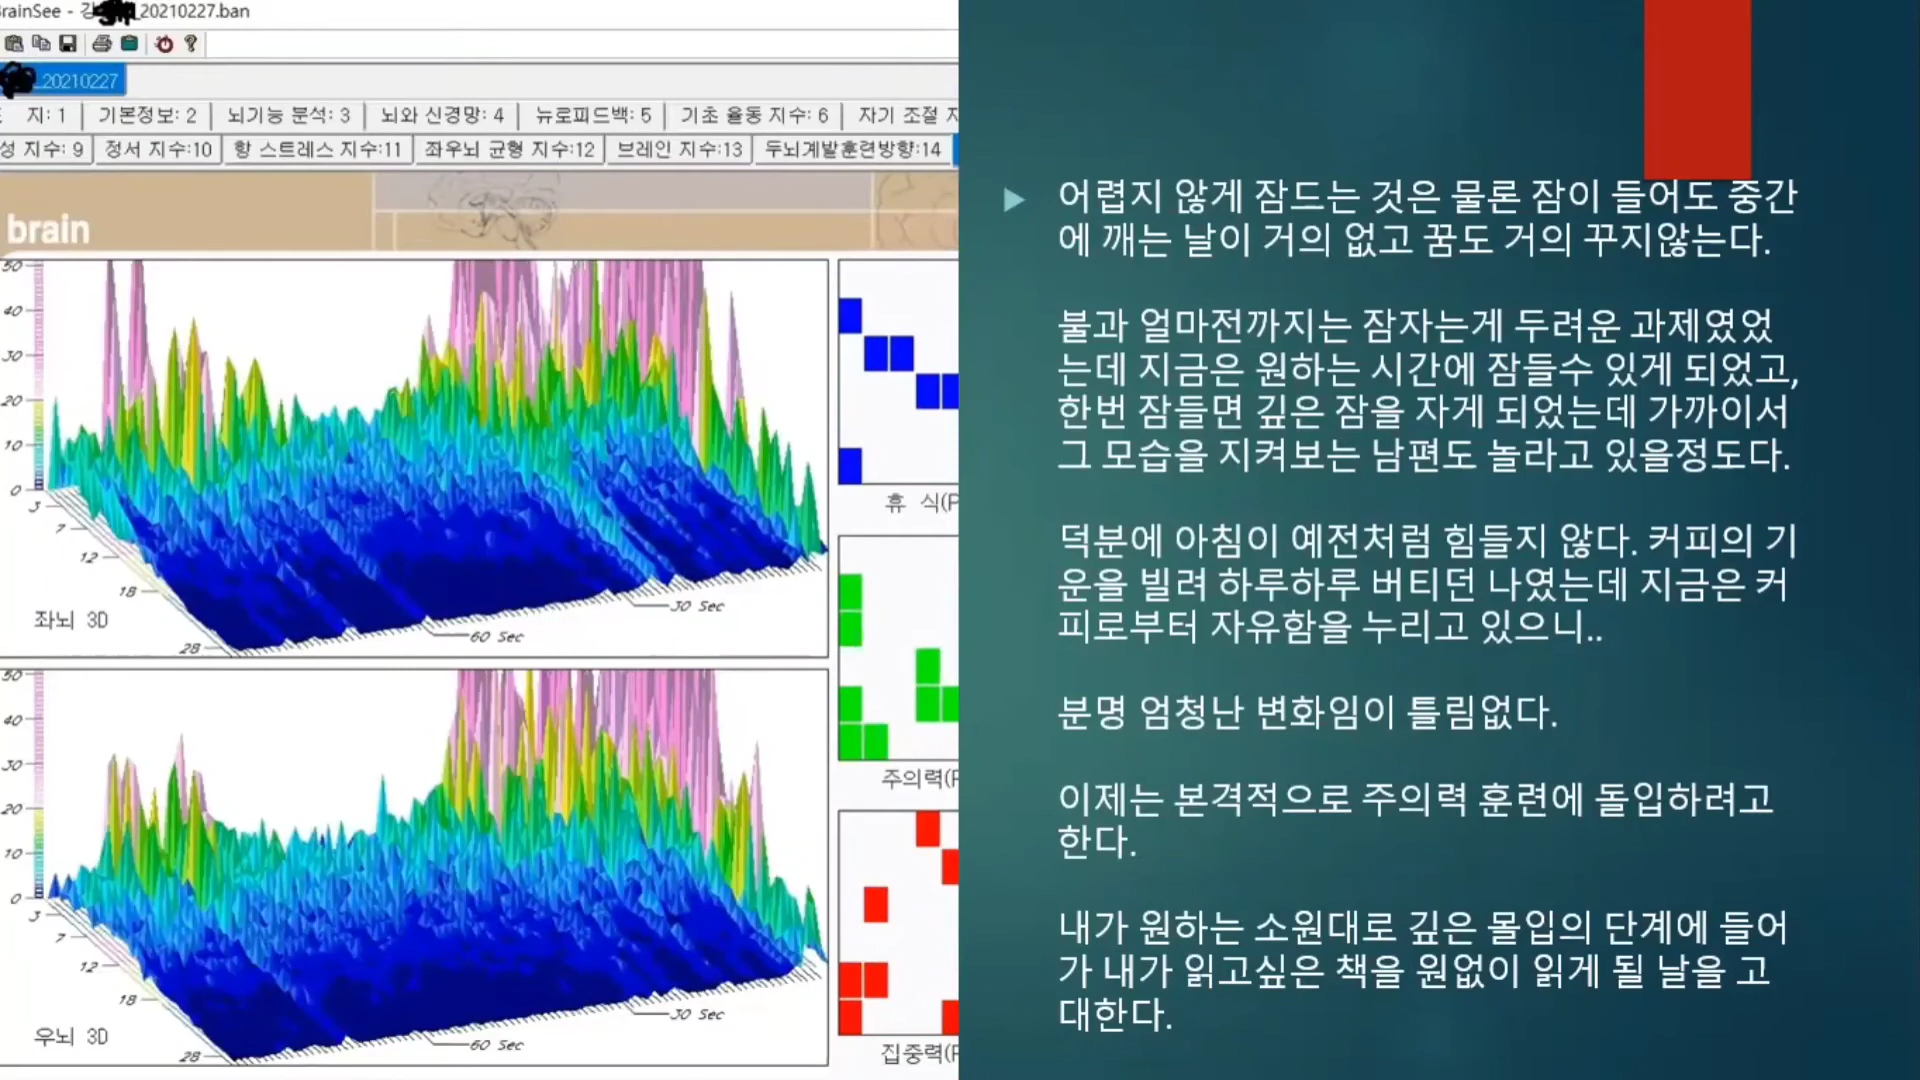 BrainSee - 강 20210227.ban
20210227
지: 1 기본정보: 2 뇌기능 분석: 3 뇌와 신경망: 4 뉴로피드백: 5 기초 율동 지수: 6 자기 조절
성 지수: 9 정서 지수:10 항 스트레스 지수:11 좌우뇌 균형 지수:12 브레인 지수:13 두뇌계발훈련방향:14
brain
50
40
30
20
10
0
3
7
12
18
28
30 Sec
60 Sec
좌뇌 3D
50
40
30
20
10
0
3
7
12
18
28
30 Sec
60 Sec
우뇌 3D
휴 식(P
주의력(P
집중력(P
어렵지 않게 잠드는 것은 물론 잠이 들어도 중간
에 깨는 날이 거의 없고 꿈도 거의 꾸지않는다.
불과 얼마전까지는 잠자는게 두려운 과제였었
는데 지금은 원하는 시간에 잠들수 있게 되었고,
한번 잠들면 깊은 잠을 자게 되었는데 가까이서
그 모습을 지켜보는 남편도 놀라고 있을정도다.
덕분에 아침이 예전처럼 힘들지 않다. 커피의 기
운을 빌려 하루하루 버티던 나였는데 지금은 커
피로부터 자유함을 누리고 있으니..
분명 엄청난 변화임이 틀림없다.
이제는 본격적으로 주의력 훈련에 돌입하려고
한다.
내가 원하는 소원대로 깊은 몰입의 단계에 들어
가 내가 읽고싶은 책을 원없이 읽게 될 날을 고
대한다.